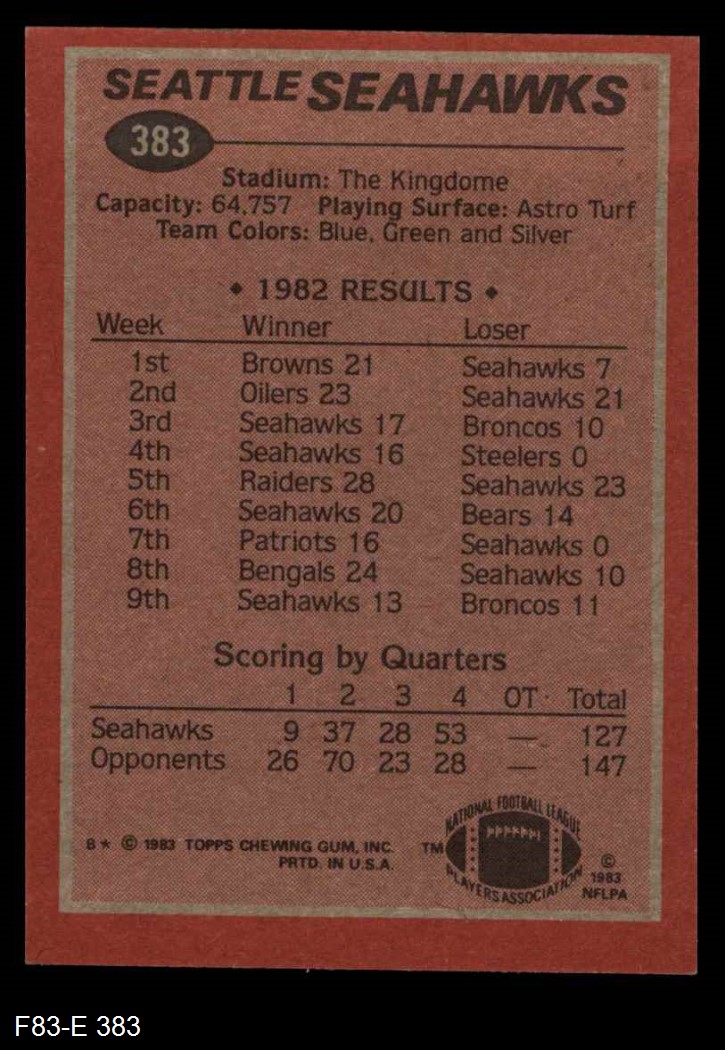 SEATTLE SEAHAWKS
383
Stadium: The Kingdome
Capacity: 64,757 Playing Surface: Astro Turf
Team Colors: Blue, Green and Silver
◆ 1982 RESULTS ◆
Week Winner Loser
1st Browns 21 Seahawks 7
2nd Oilers 23 Seahawks 21
3rd Seahawks 17 Broncos 10
4th Seahawks 16 Steelers 0
5th Raiders 28 Seahawks 23
6th Seahawks 20 Bears 14
7th Patriots 16 Seahawks 0
8th Bengals 24 Seahawks 10
9th Seahawks 13 Broncos 11
Scoring by Quarters
1 2 3 4 OT Total
Seahawks 9 37 28 53 — 127
Opponents 26 70 23 28 — 147
B* © 1983 TOPPS CHEWING GUM, INC.
PRTD. IN U.S.A.
TM
NATIONAL FOOTBALL LEAGUE
PLAYERS ASSOCIATION
©
1983
NFLPA
F83-E 383